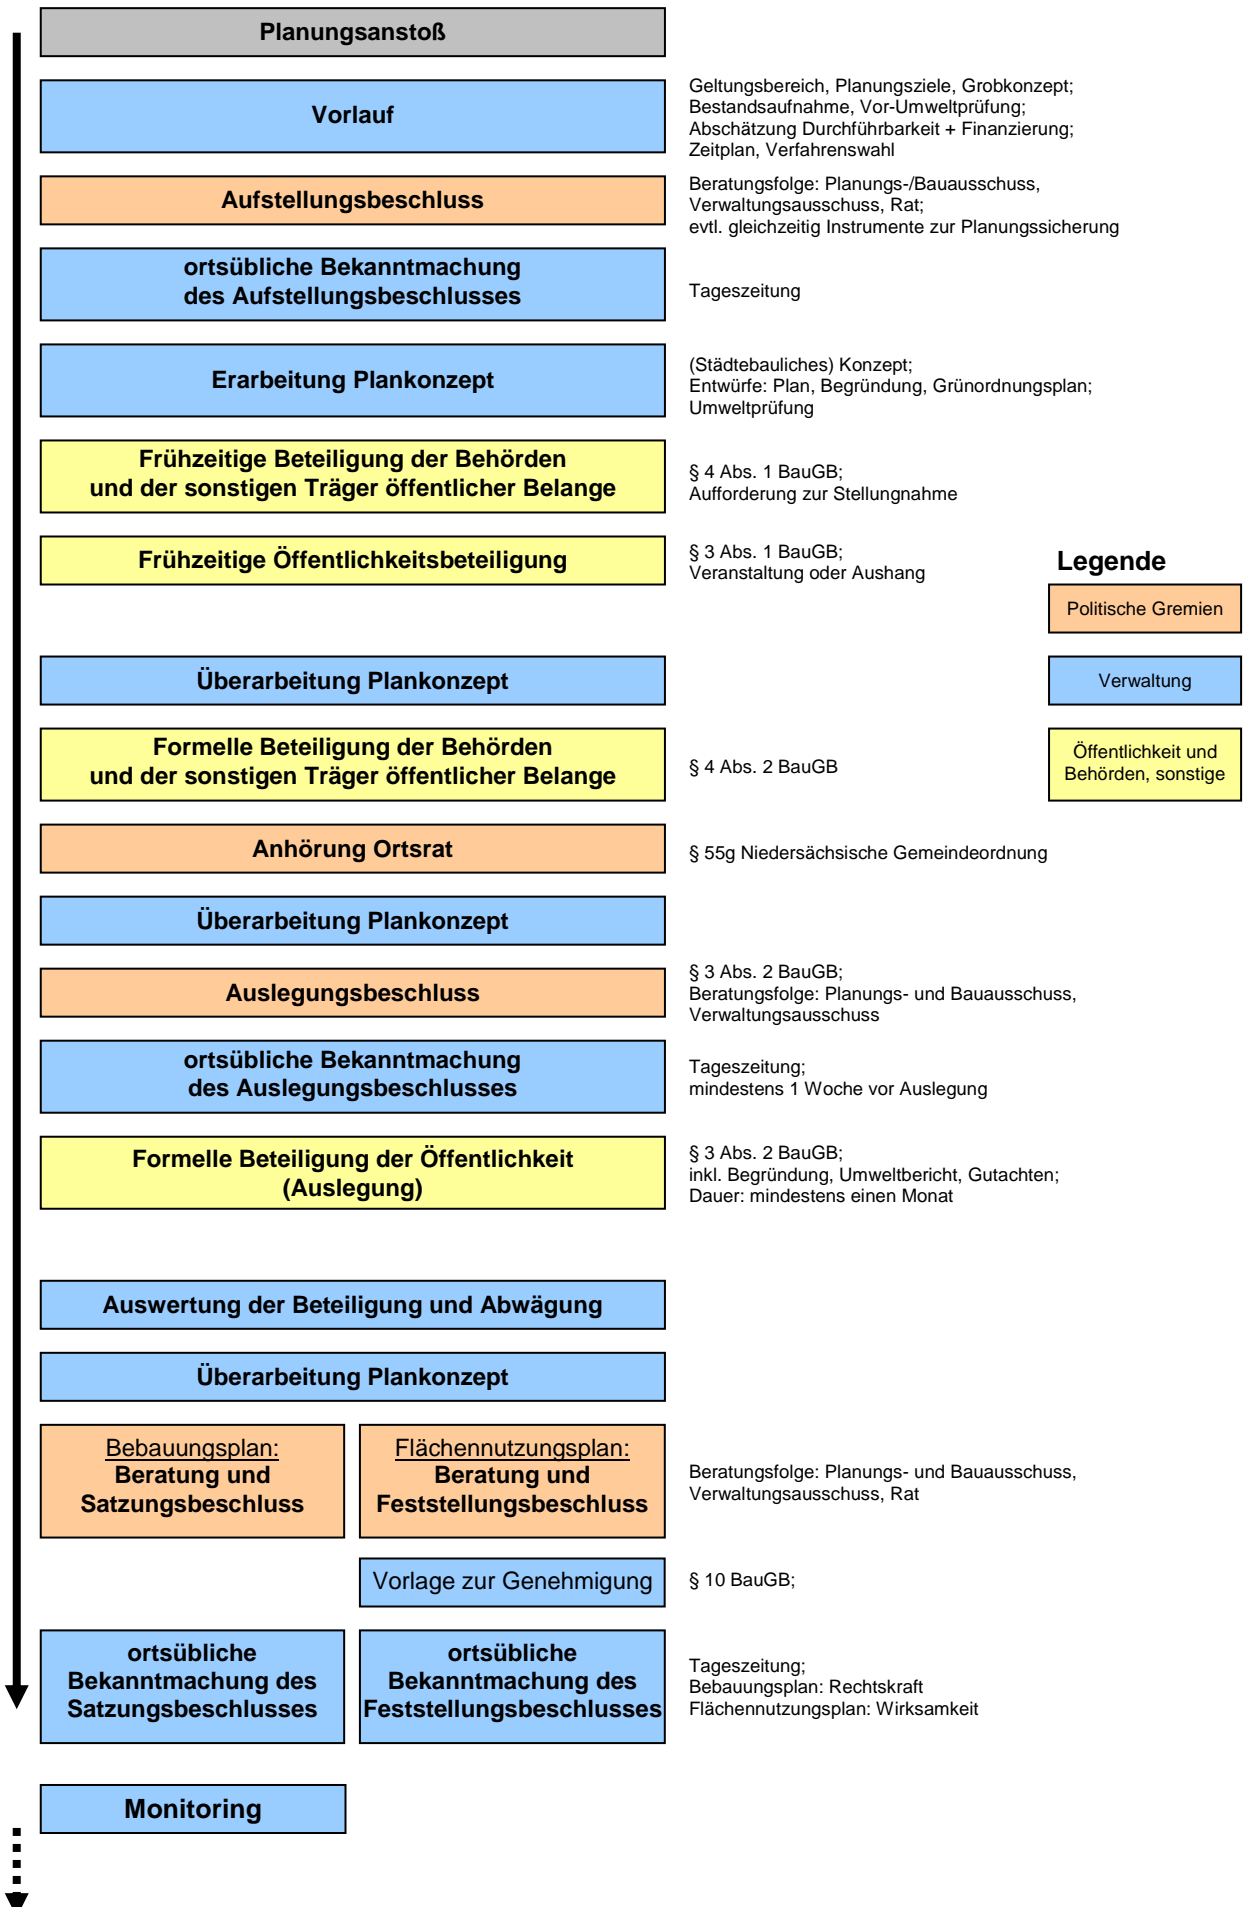 Planungsanstoß
Vorlauf
Geltungsbereich, Planungsziele, Grobkonzept;
Bestandsaufnahme, Vor-Umweltprüfung;
Abschätzung Durchführbarkeit + Finanzierung;
Zeitplan, Verfahrenswahl
Aufstellungsbeschluss
Beratungsfolge: Planungs-/Bauausschuss,
Verwaltungsausschuss, Rat;
evtl. gleichzeitig Instrumente zur Planungssicherung
ortsübliche Bekanntmachung
des Aufstellungsbeschlusses
Tageszeitung
Erarbeitung Plankonzept
(Städtebauliches) Konzept;
Entwürfe: Plan, Begründung, Grünordnungsplan;
Umweltprüfung
Frühzeitige Beteiligung der Behörden
und der sonstigen Träger öffentlicher Belange
§ 4 Abs. 1 BauGB;
Aufforderung zur Stellungnahme
Frühzeitige Öffentlichkeitsbeteiligung
§ 3 Abs. 1 BauGB;
Veranstaltung oder Aushang
Legende
Politische Gremien
Verwaltung
Öffentlichkeit und
Behörden, sonstige
Überarbeitung Plankonzept
Formelle Beteiligung der Behörden
und der sonstigen Träger öffentlicher Belange
§ 4 Abs. 2 BauGB
Anhörung Ortsrat
§ 55g Niedersächsische Gemeindeordnung
Überarbeitung Plankonzept
Auslegungsbeschluss
§ 3 Abs. 2 BauGB;
Beratungsfolge: Planungs- und Bauausschuss,
Verwaltungsausschuss
ortsübliche Bekanntmachung
des Auslegungsbeschlusses
Tageszeitung;
mindestens 1 Woche vor Auslegung
Formelle Beteiligung der Öffentlichkeit
(Auslegung)
§ 3 Abs. 2 BauGB;
inkl. Begründung, Umweltbericht, Gutachten;
Dauer: mindestens einen Monat
Auswertung der Beteiligung und Abwägung
Überarbeitung Plankonzept
Bebauungsplan:
Beratung und
Satzungsbeschluss
Flächennutzungsplan:
Beratung und
Feststellungsbeschluss
Beratungsfolge: Planungs- und Bauausschuss,
Verwaltungsausschuss, Rat
Vorlage zur Genehmigung
§ 10 BauGB;
ortsübliche
Bekanntmachung des
Satzungsbeschlusses
ortsübliche
Bekanntmachung des
Feststellungsbeschlusses
Tageszeitung;
Bebauungsplan: Rechtskraft
Flächennutzungsplan: Wirksamkeit
Monitoring